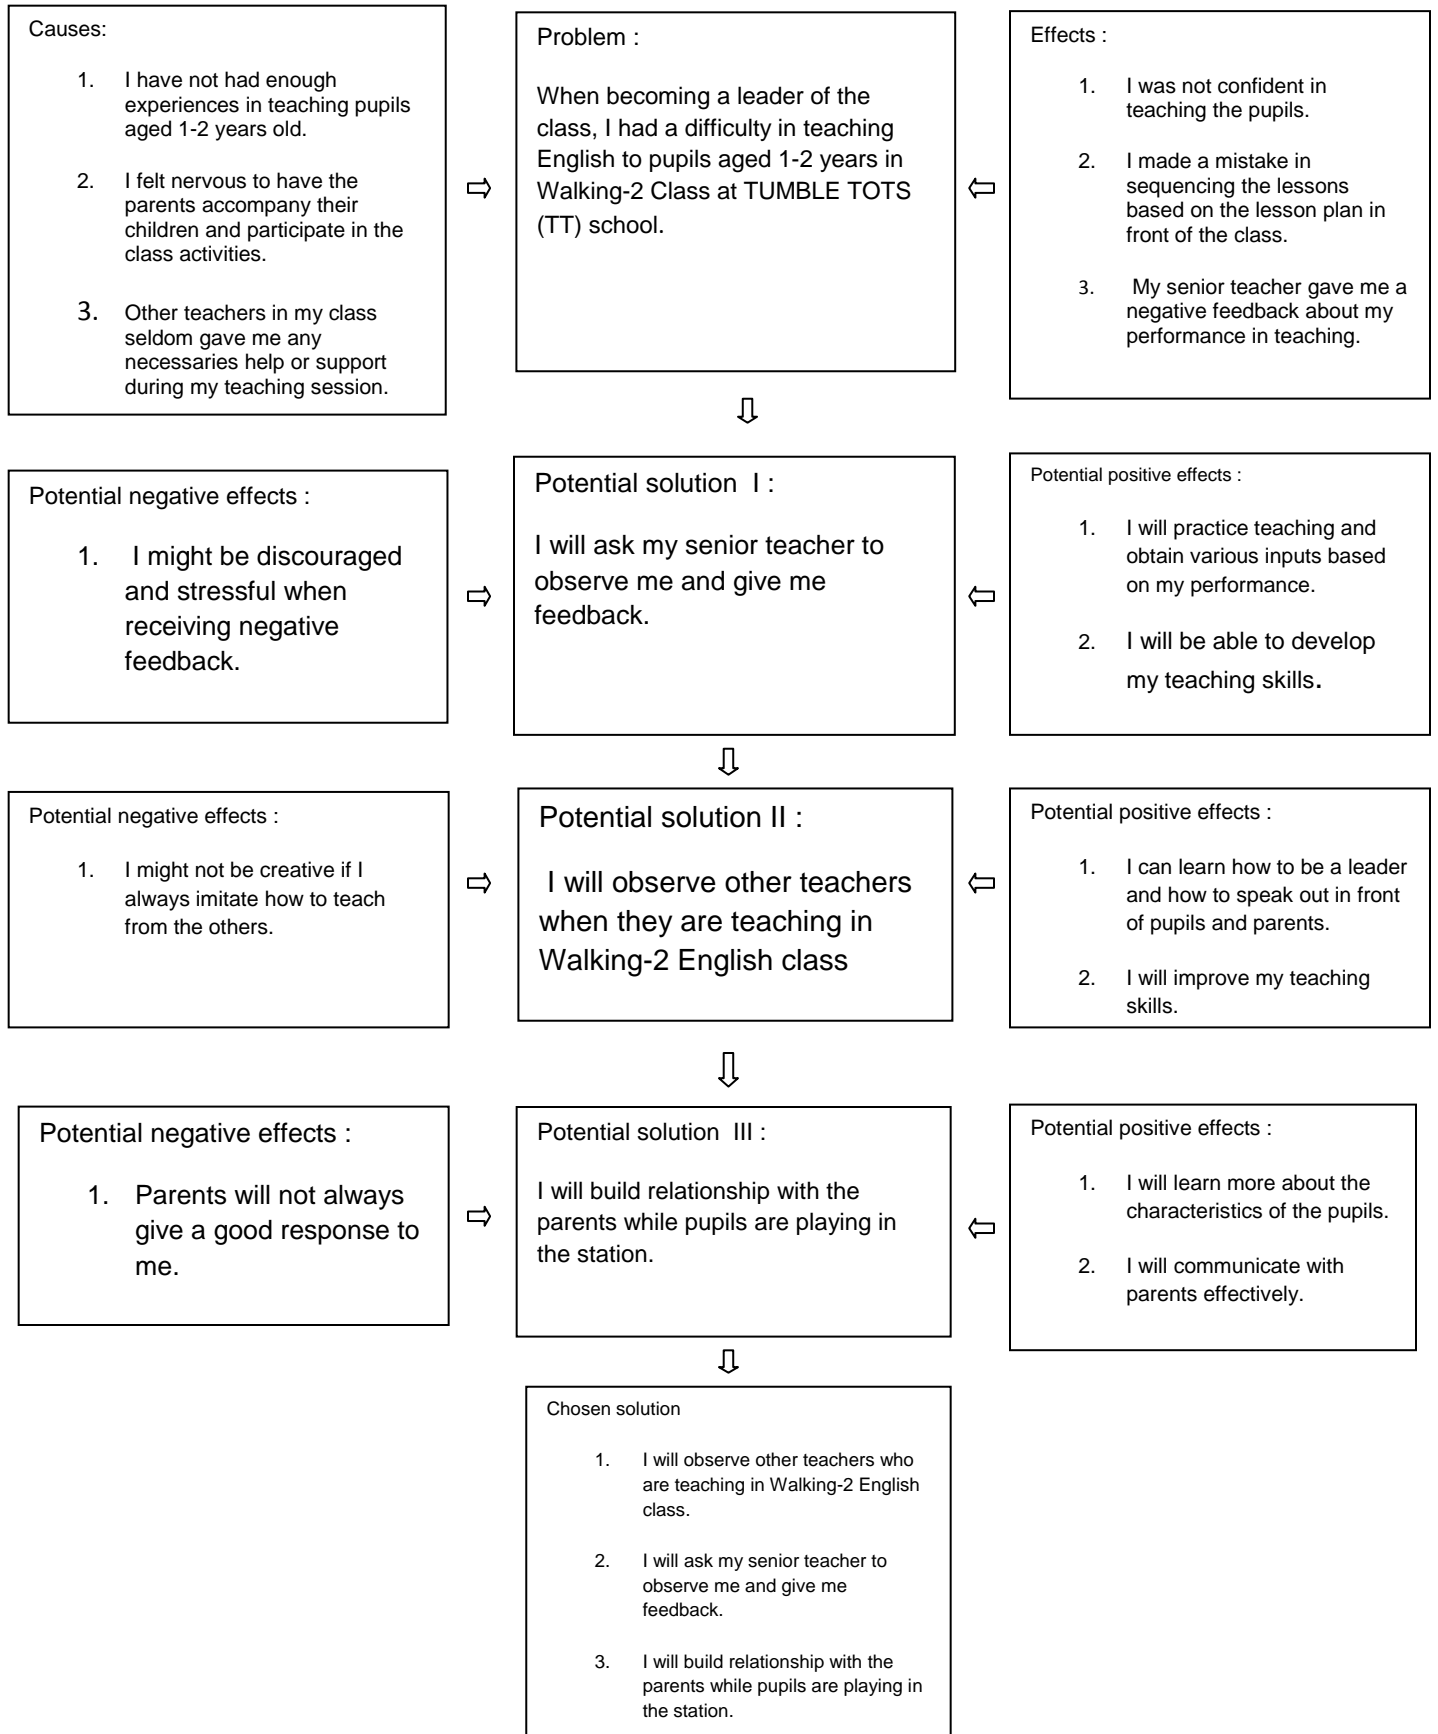 Causes:
1. I have not had enough
experiences in teaching pupils
aged 1-2 years old.
2. I felt nervous to have the
parents accompany their
children and participate in the
class activities.
3. Other teachers in my class
seldom gave me any
necessaries help or support
during my teaching session.
Problem :
When becoming a leader of the
class, I had a difficulty in teaching
English to pupils aged 1-2 years in
Walking-2 Class at TUMBLE TOTS
(TT) school.
Effects :
1. I was not confident in
teaching the pupils.
2. I made a mistake in
sequencing the lessons
based on the lesson plan in
front of the class.
3. My senior teacher gave me a
negative feedback about my
performance in teaching.
Potential negative effects :
1. I might be discouraged
and stressful when
receiving negative
feedback.
Potential solution I :
I will ask my senior teacher to
observe me and give me
feedback.
Potential positive effects :
1. I will practice teaching and
obtain various inputs based
on my performance.
2. I will be able to develop
my teaching skills.
Potential negative effects :
1. I might not be creative if I
always imitate how to teach
from the others.
Potential solution II :
I will observe other teachers
when they are teaching in
Walking-2 English class
Potential positive effects :
1. I can learn how to be a leader
and how to speak out in front
of pupils and parents.
2. I will improve my teaching
skills.
Potential negative effects :
1. Parents will not always
give a good response to
me.
Potential solution III :
I will build relationship with the
parents while pupils are playing in
the station.
Potential positive effects :
1. I will learn more about the
characteristics of the pupils.
2. I will communicate with
parents effectively.
Chosen solution
1. I will observe other teachers who
are teaching in Walking-2 English
class.
2. I will ask my senior teacher to
observe me and give me
feedback.
3. I will build relationship with the
parents while pupils are playing in
the station.